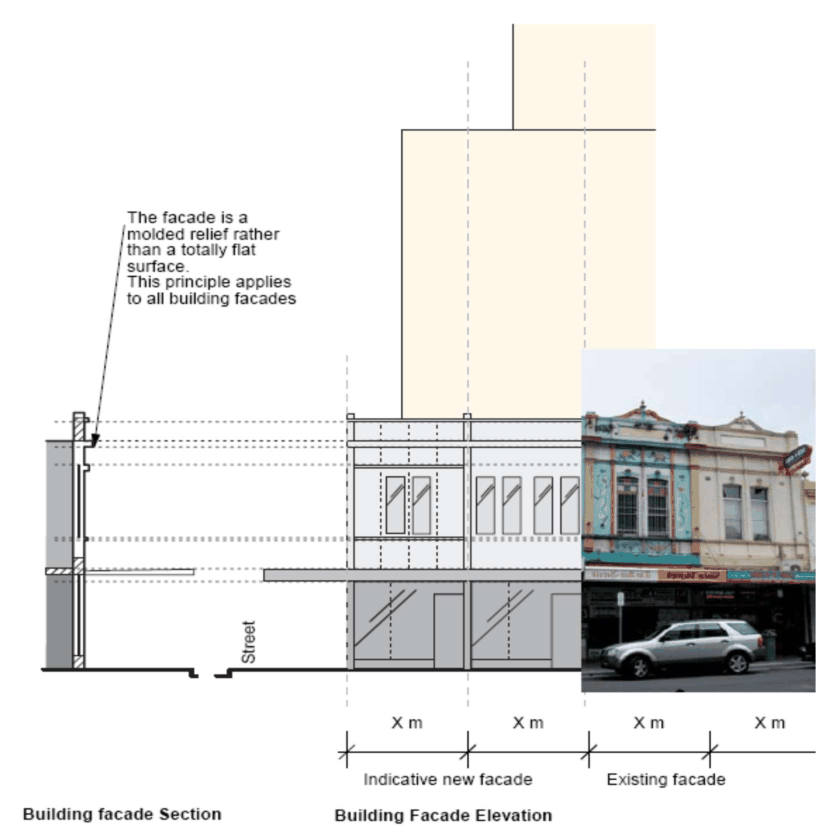 The facade is a
molded relief rather
than a totally flat
surface.
This principle applies
to all building facades
Street
X m
X m
X m
X m
Indicative new facade
Existing facade
Building facade Section
Building Facade Elevation